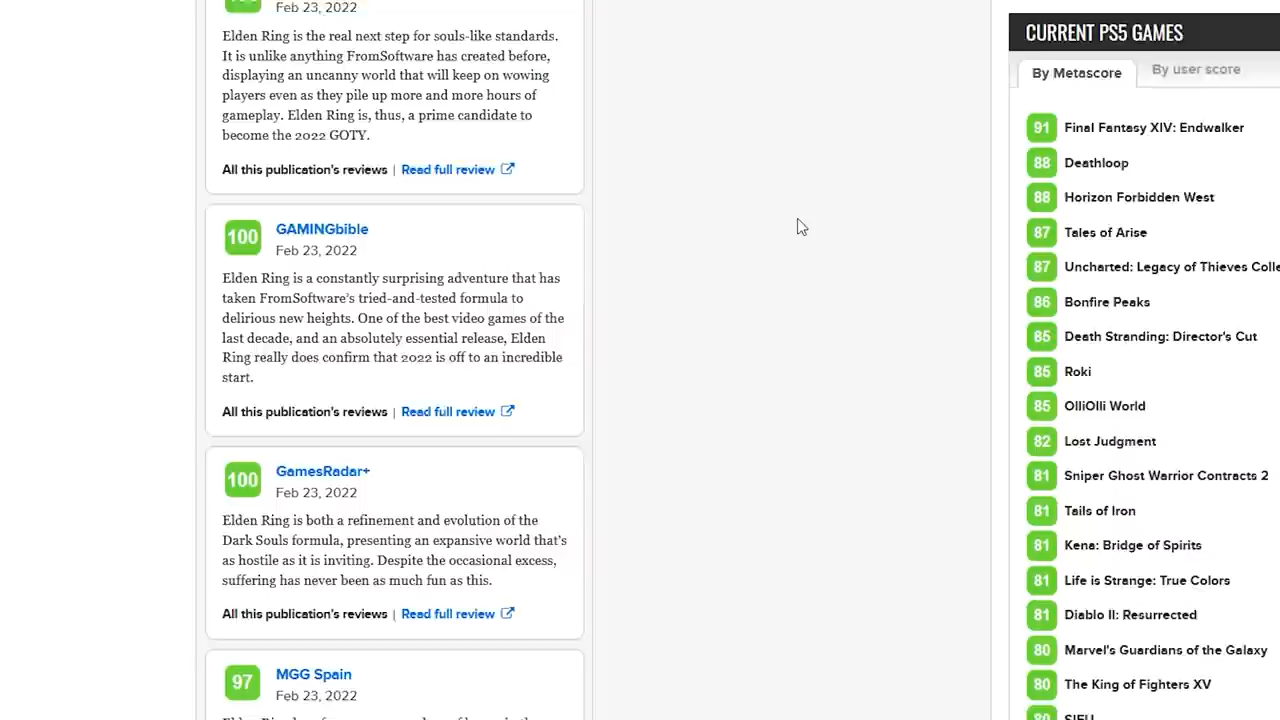 Feb 23, 2022
Elden Ring is the real next step for souls-like standards.
It is unlike anything FromSoftware has created before,
displaying an uncanny world that will keep on wowing
players even as they pile up more and more hours of
gameplay. Elden Ring is, thus, a prime candidate to
become the 2022 GOTY.
All this publication's reviews | Read full review
100 GAMINGbible
Feb 23, 2022
Elden Ring is a constantly surprising adventure that has
taken FromSoftware's tried-and-tested formula to
delirious new heights. One of the best video games of the
last decade, and an absolutely essential release, Elden
Ring really does confirm that 2022 is off to an incredible
start.
All this publication's reviews | Read full review
100 GamesRadar+
Feb 23, 2022
Elden Ring is both a refinement and evolution of the
Dark Souls formula, presenting an expansive world that's
as hostile as it is inviting. Despite the occasional excess,
suffering has never been as much fun as this.
All this publication's reviews | Read full review
97 MGG Spain
Feb 23, 2022
CURRENT PS5 GAMES
By Metascore By user score
91 Final Fantasy XIV: Endwalker
88 Deathloop
88 Horizon Forbidden West
87 Tales of Arise
87 Uncharted: Legacy of Thieves Colle
86 Bonfire Peaks
85 Death Stranding: Director's Cut
85 Roki
85 OlliOlli World
82 Lost Judgment
81 Sniper Ghost Warrior Contracts 2
81 Tails of Iron
81 Kena: Bridge of Spirits
81 Life is Strange: True Colors
81 Diablo II: Resurrected
80 Marvel's Guardians of the Galaxy
80 The King of Fighters XV
80 SIFU